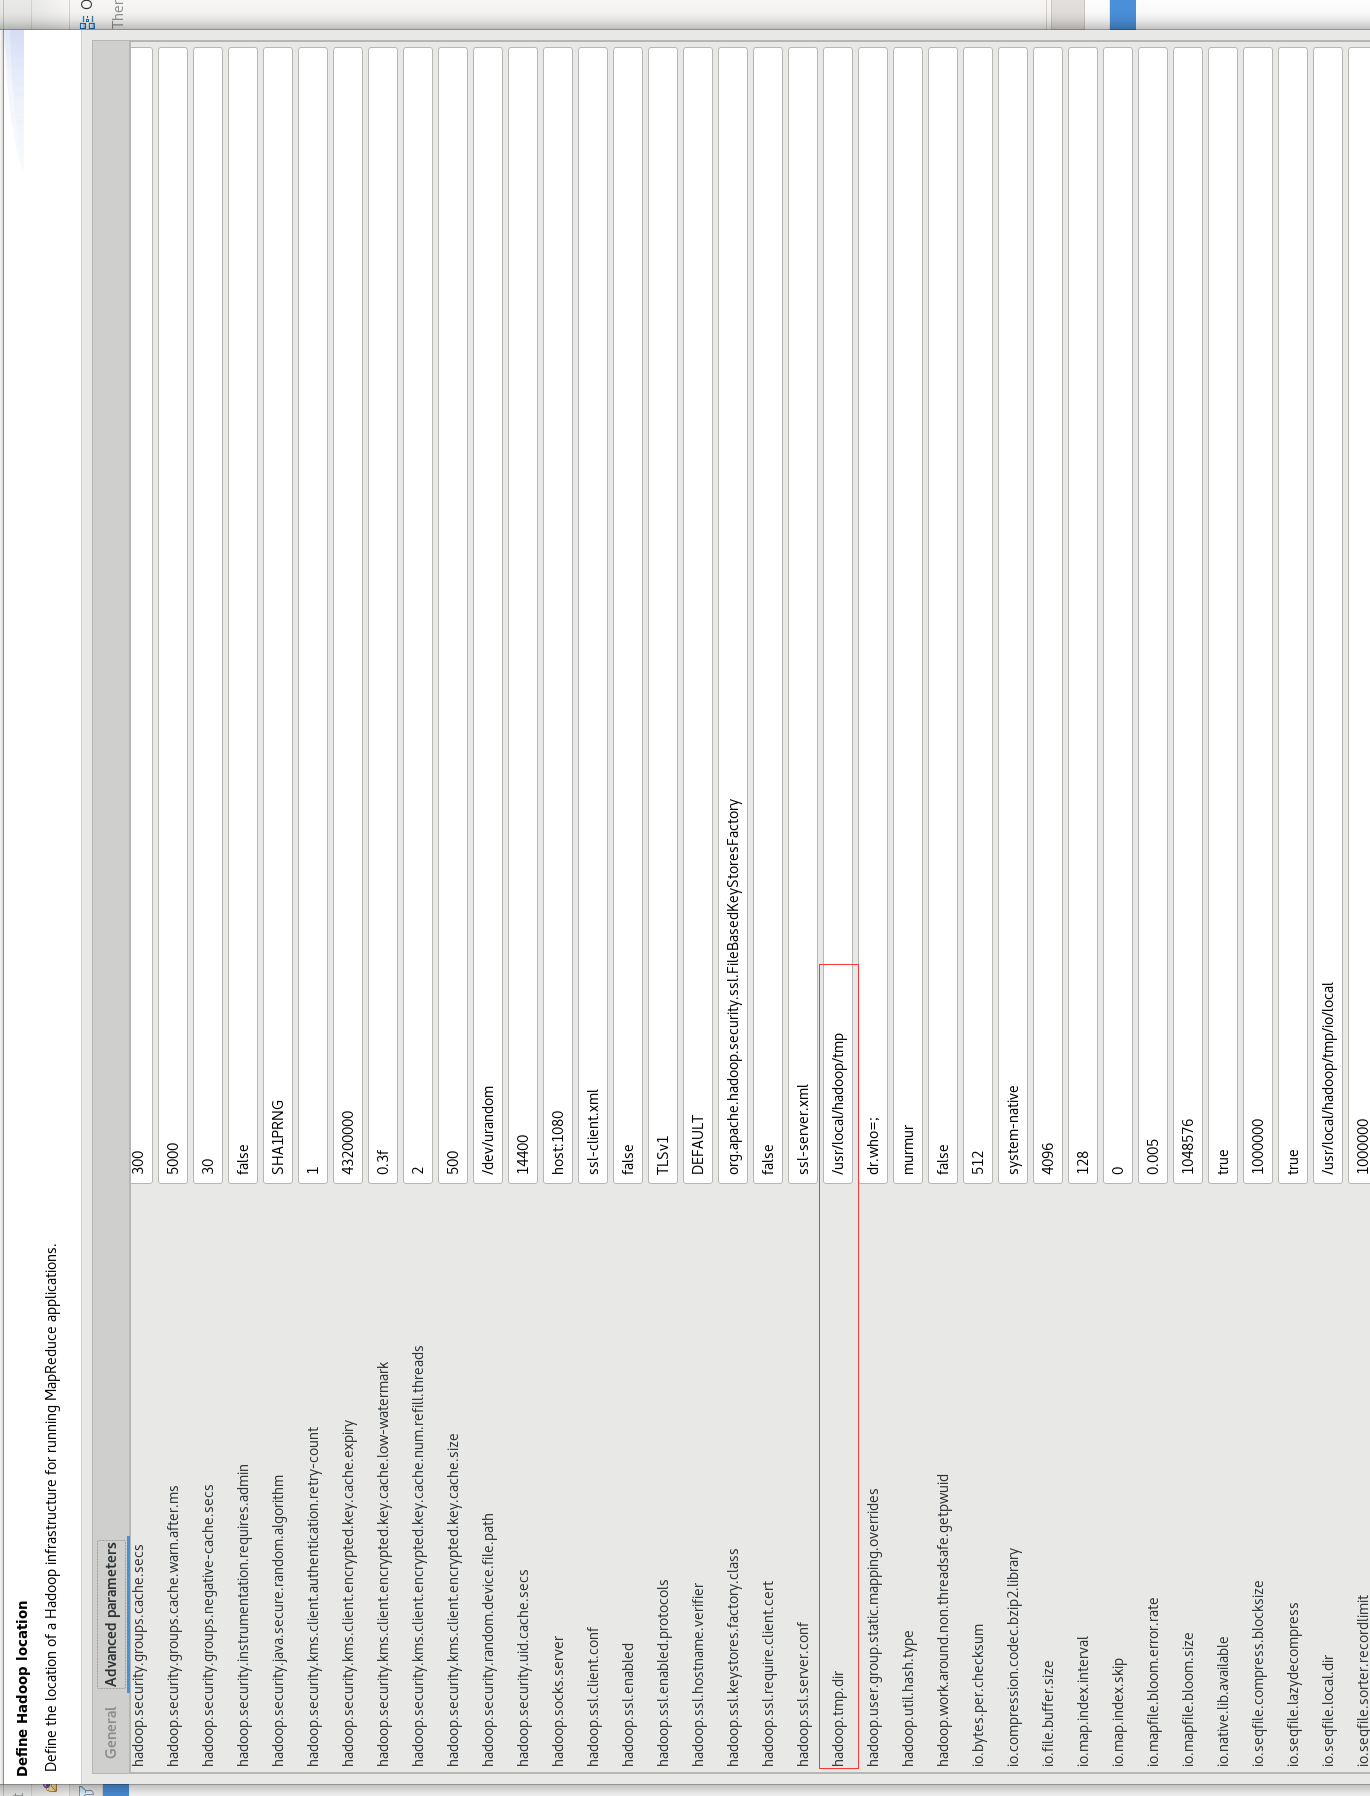 Define Hadoop location
Define the location of a Hadoop infrastructure for running MapReduce applications.
General Advanced parameters
hadoop.security.groups.cache.secs 300
hadoop.security.groups.cache.warn.after.ms 5000
hadoop.security.groups.negative-cache.secs 30
hadoop.security.instrumentation.requires.admin false
hadoop.security.java.secure.random.algorithm SHA1PRNG
hadoop.security.kms.client.authentication.retry-count 1
hadoop.security.kms.client.encrypted.key.cache.expiry 43200000
hadoop.security.kms.client.encrypted.key.cache.low-watermark 0.3f
hadoop.security.kms.client.encrypted.key.cache.num.refill.threads 2
hadoop.security.kms.client.encrypted.key.cache.size 500
hadoop.security.random.device.file.path /dev/urandom
hadoop.security.uid.cache.secs 14400
hadoop.socks.server host:1080
hadoop.ssl.client.conf ssl-client.xml
hadoop.ssl.enabled false
hadoop.ssl.enabled.protocols TLSv1
hadoop.ssl.hostname.verifier DEFAULT
hadoop.ssl.keystores.factory.class org.apache.hadoop.security.ssl.FileBasedKeyStoresFactory
hadoop.ssl.require.client.cert false
hadoop.ssl.server.conf ssl-server.xml
hadoop.tmp.dir /usr/local/hadoop/tmp
hadoop.user.group.static.mapping.overrides dr.who=;
hadoop.util.hash.type murmur
hadoop.work.around.non.threadsafe.getpwuid false
io.bytes.per.checksum 512
io.compression.codec.bzip2.library system-native
io.file.buffer.size 4096
io.map.index.interval 128
io.map.index.skip 0
io.mapfile.bloom.error.rate 0.005
io.mapfile.bloom.size 1048576
io.native.lib.available true
io.seqfile.compress.blocksize 1000000
io.seqfile.lazydecompress true
io.seqfile.local.dir /usr/local/hadoop/tmp/io/local
io.seqfile.sorter.recordlimit 1000000